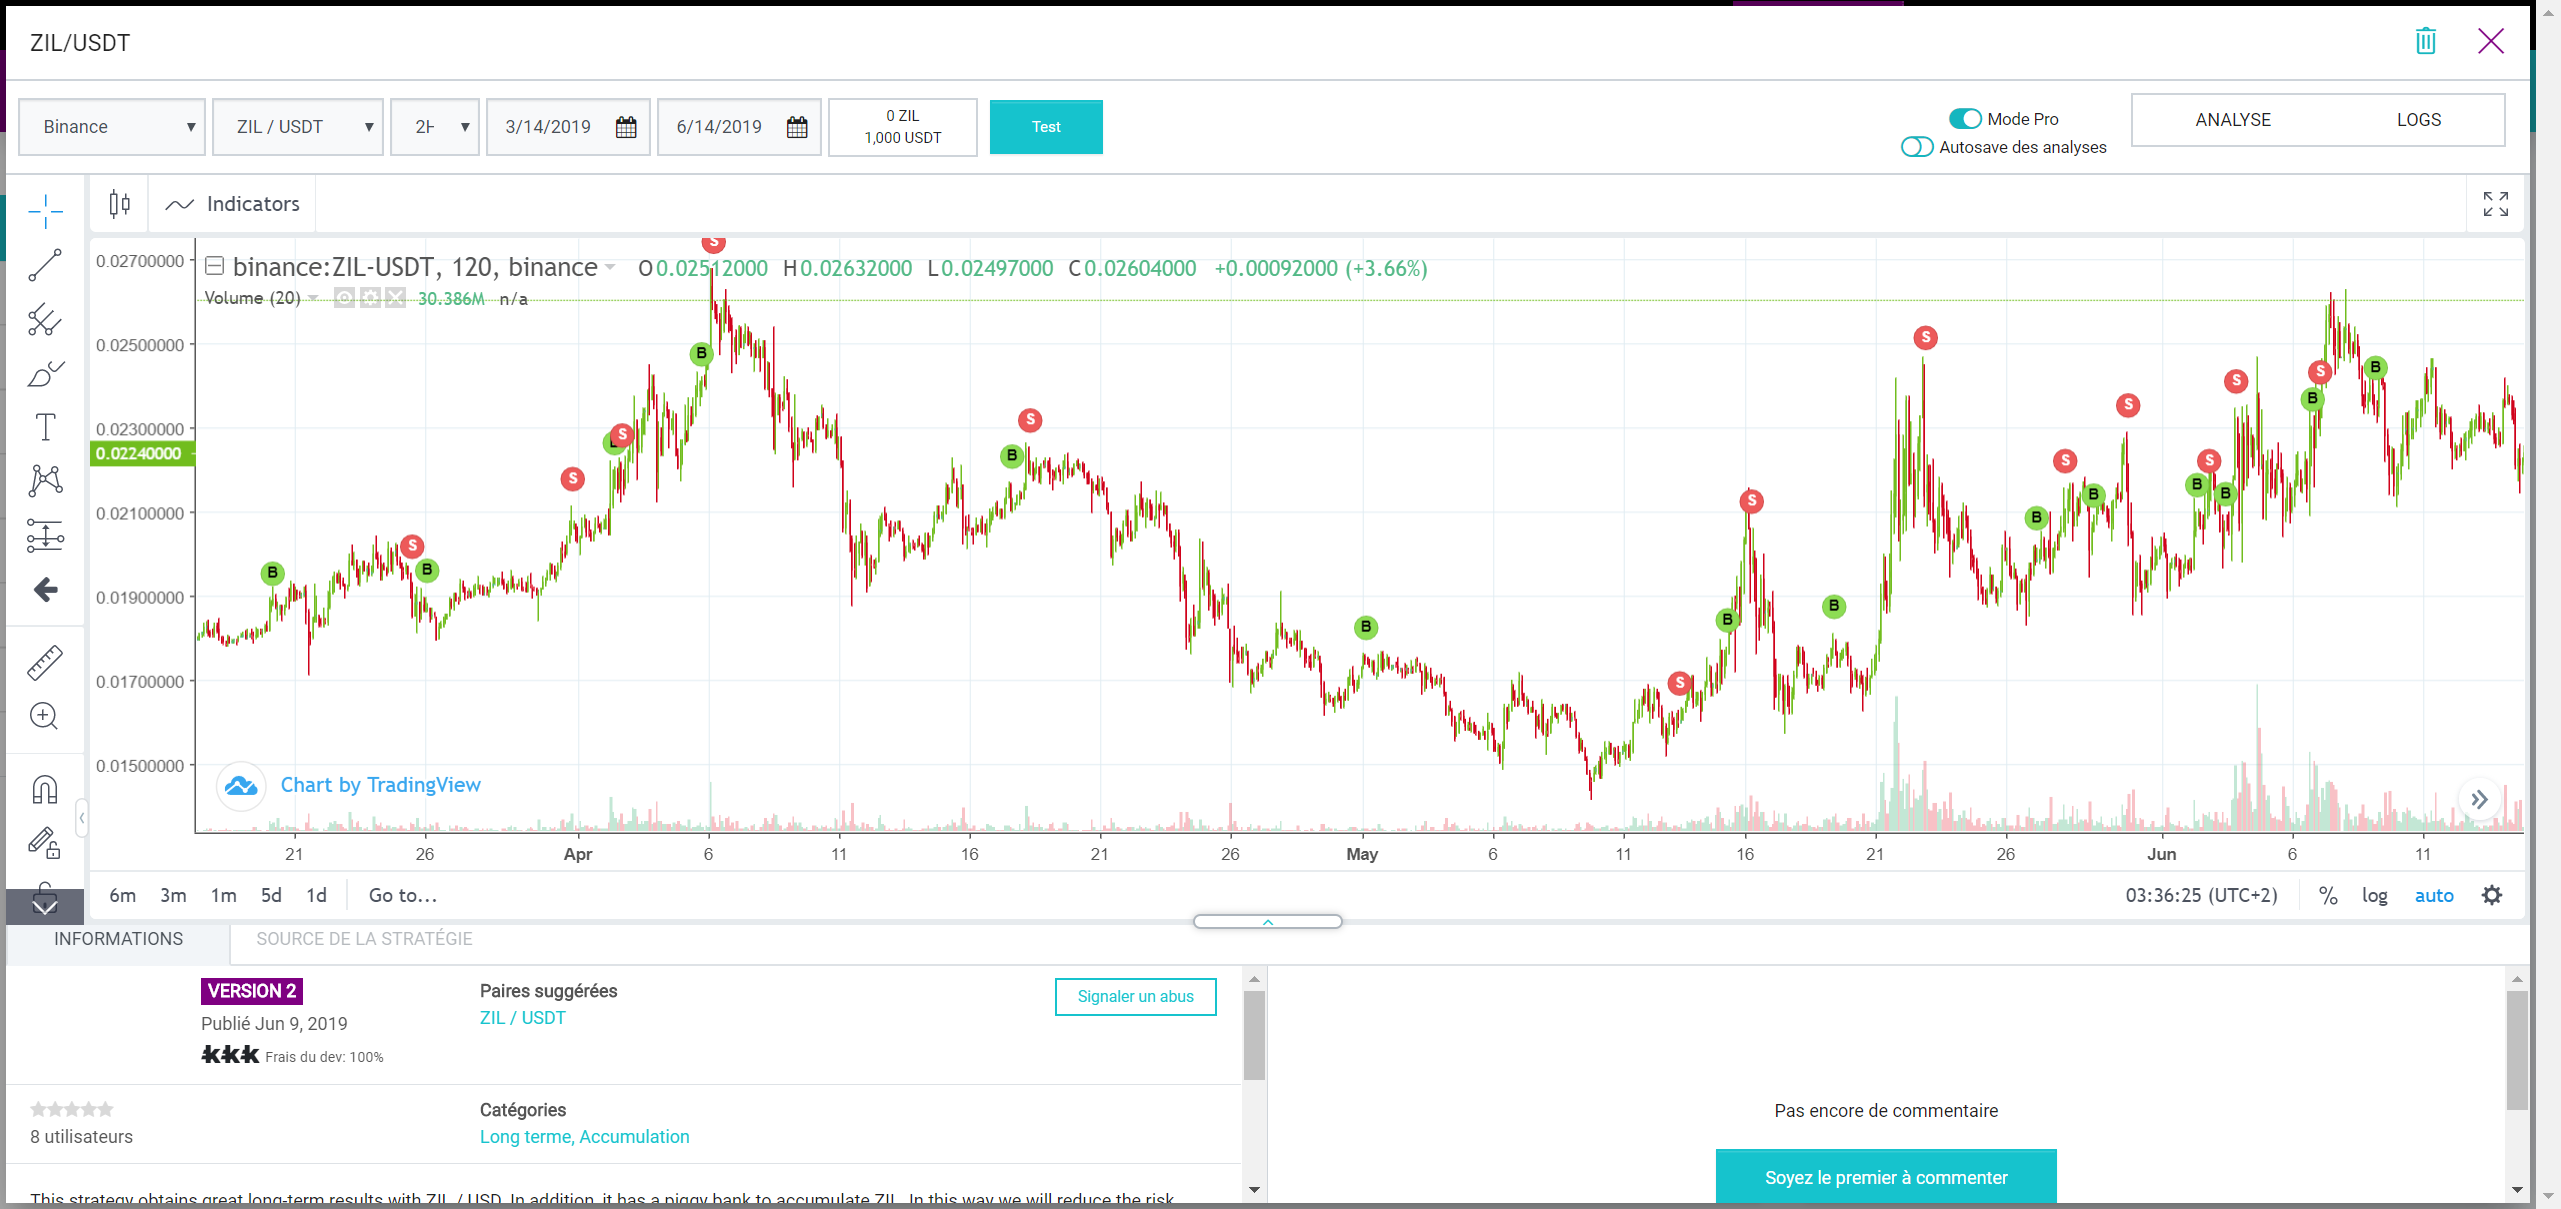 ZIL/USDT
Binance ▼ ZIL / USDT ▼ 2H ▼ 3/14/2019 6/14/2019
0 ZIL
1,000 USDT
Test
Mode Pro
Autosave des analyses
ANALYSE LOGS
Indicators
binance:ZIL-USDT, 120, binance O0.02512000 H0.02632000 L0.02497000 C0.02604000 +0.00092000 (+3.66%)
Volume (20) 30.386M n/a
0.02700000
0.02500000
0.02300000
0.02240000
0.02100000
0.01900000
0.01700000
0.01500000
B S B S S B S B S B S B S B S B S B S B S B S B S B
Chart by TradingView
21 26 Apr 6 11 16 21 26 May 6 11 16 21 26 Jun 6 11
6m 3m 1m 5d 1d Go to... 03:36:25 (UTC+2) % log auto
INFORMATIONS SOURCE DE LA STRATÉGIE
VERSION 2
Publié Jun 9, 2019
kkk Frais du dev: 100%
Paires suggérées
ZIL / USDT
Signaler un abus
8 utilisateurs
Catégories
Long terme, Accumulation
This strategy obtains great long-term results with ZIL / USD. In addition, it has a piggy bank to accumulate ZIL. In this way we will reduce the risk
Pas encore de commentaire
Soyez le premier à commenter